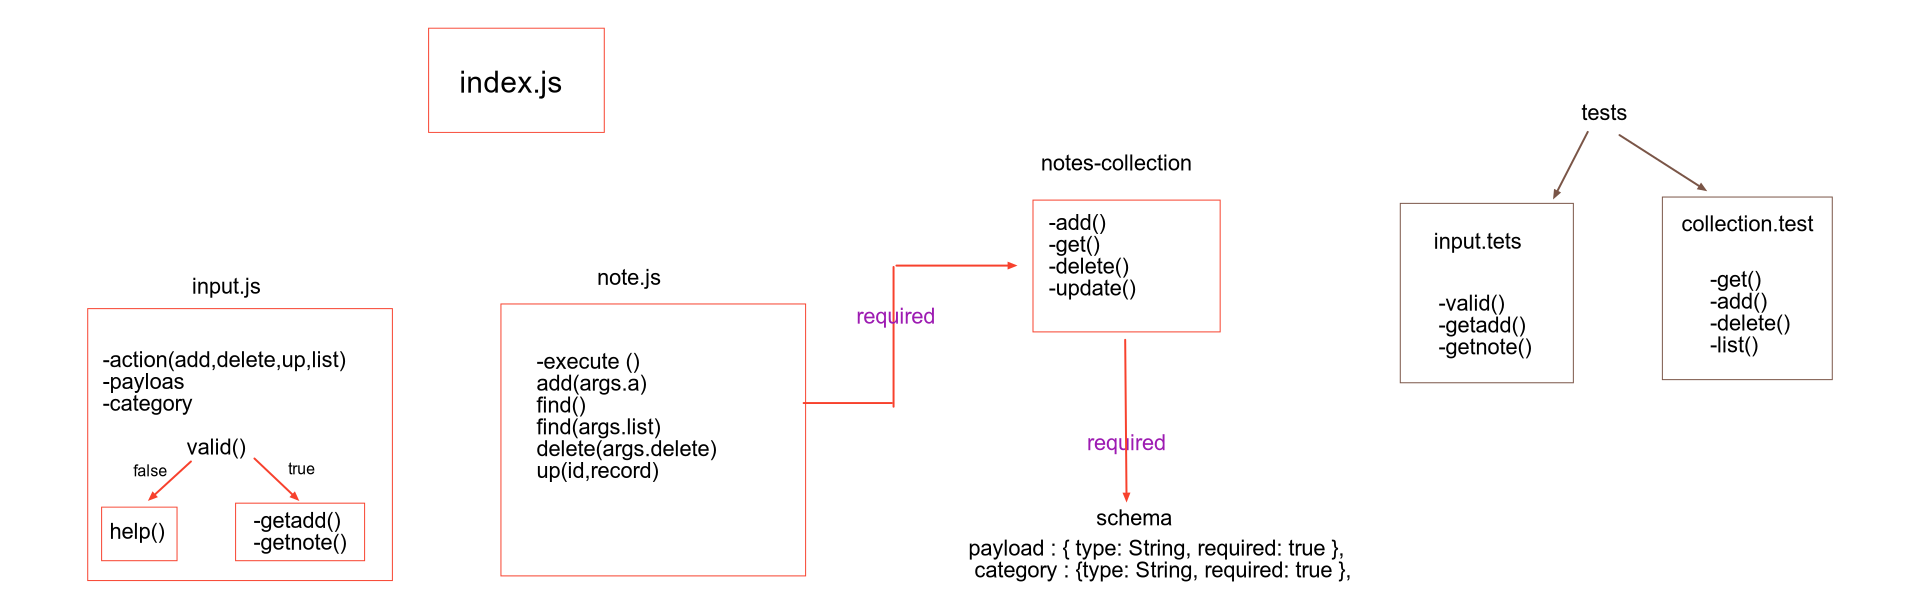 index.js
input.js
-action(add,delete,up,list)
-payloas
-category
valid()
false
true
help()
-getadd()
-getnote()
note.js
-execute ()
add(args.a)
find()
find(args.list)
delete(args.delete)
up(id,record)
required
notes-collection
-add()
-get()
-delete()
-update()
required
schema
payload : { type: String, required: true },
category : {type: String, required: true },
tests
input.tets
-valid()
-getadd()
-getnote()
collection.test
-get()
-add()
-delete()
-list()